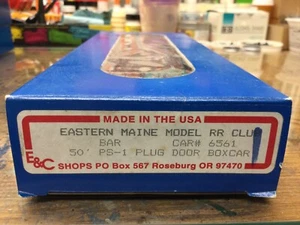 MADE IN THE USA
EASTERN MAINE MODEL RR CLUB
BAR CAR# 6561
50' PS-1 PLUG DOOR BOXCAR
E&C
SHOPS PO Box 567 Roseburg OR 97470